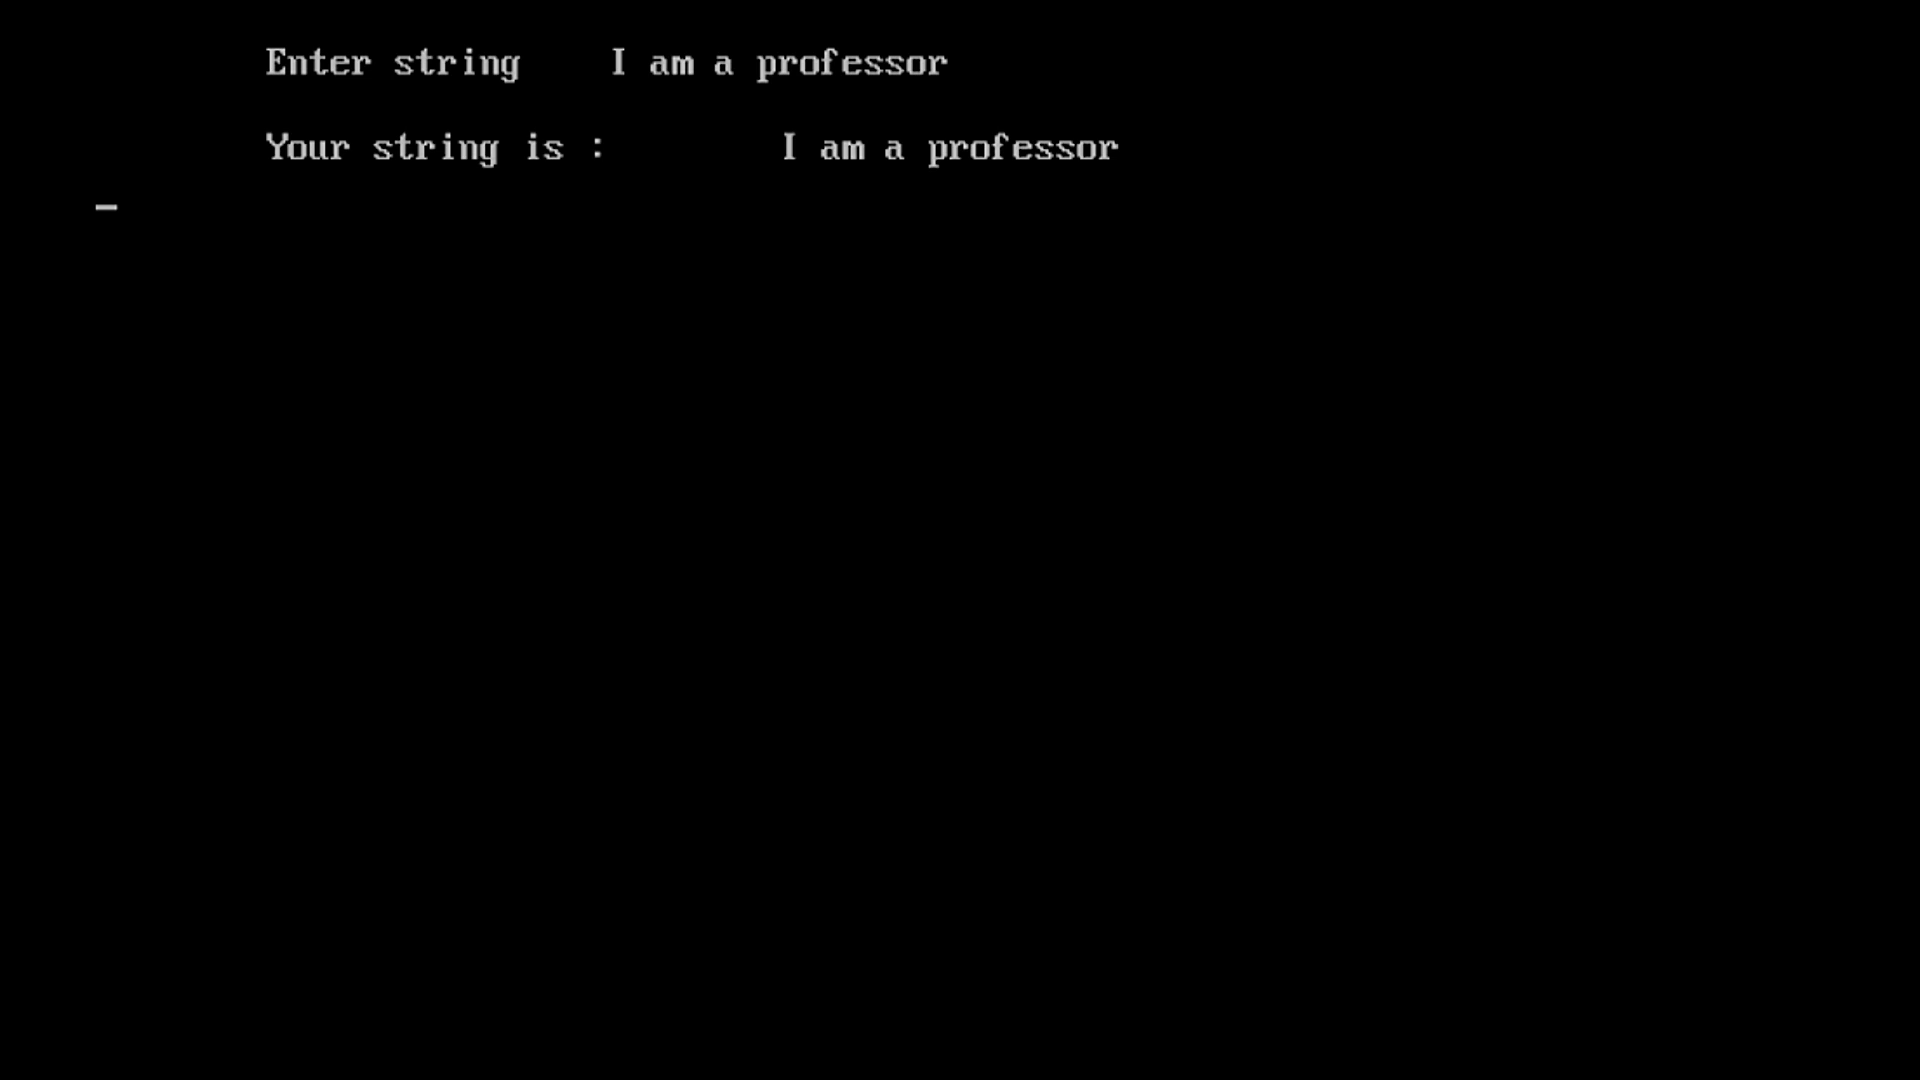 Enter string    I am a professor
Your string is :        I am a professor